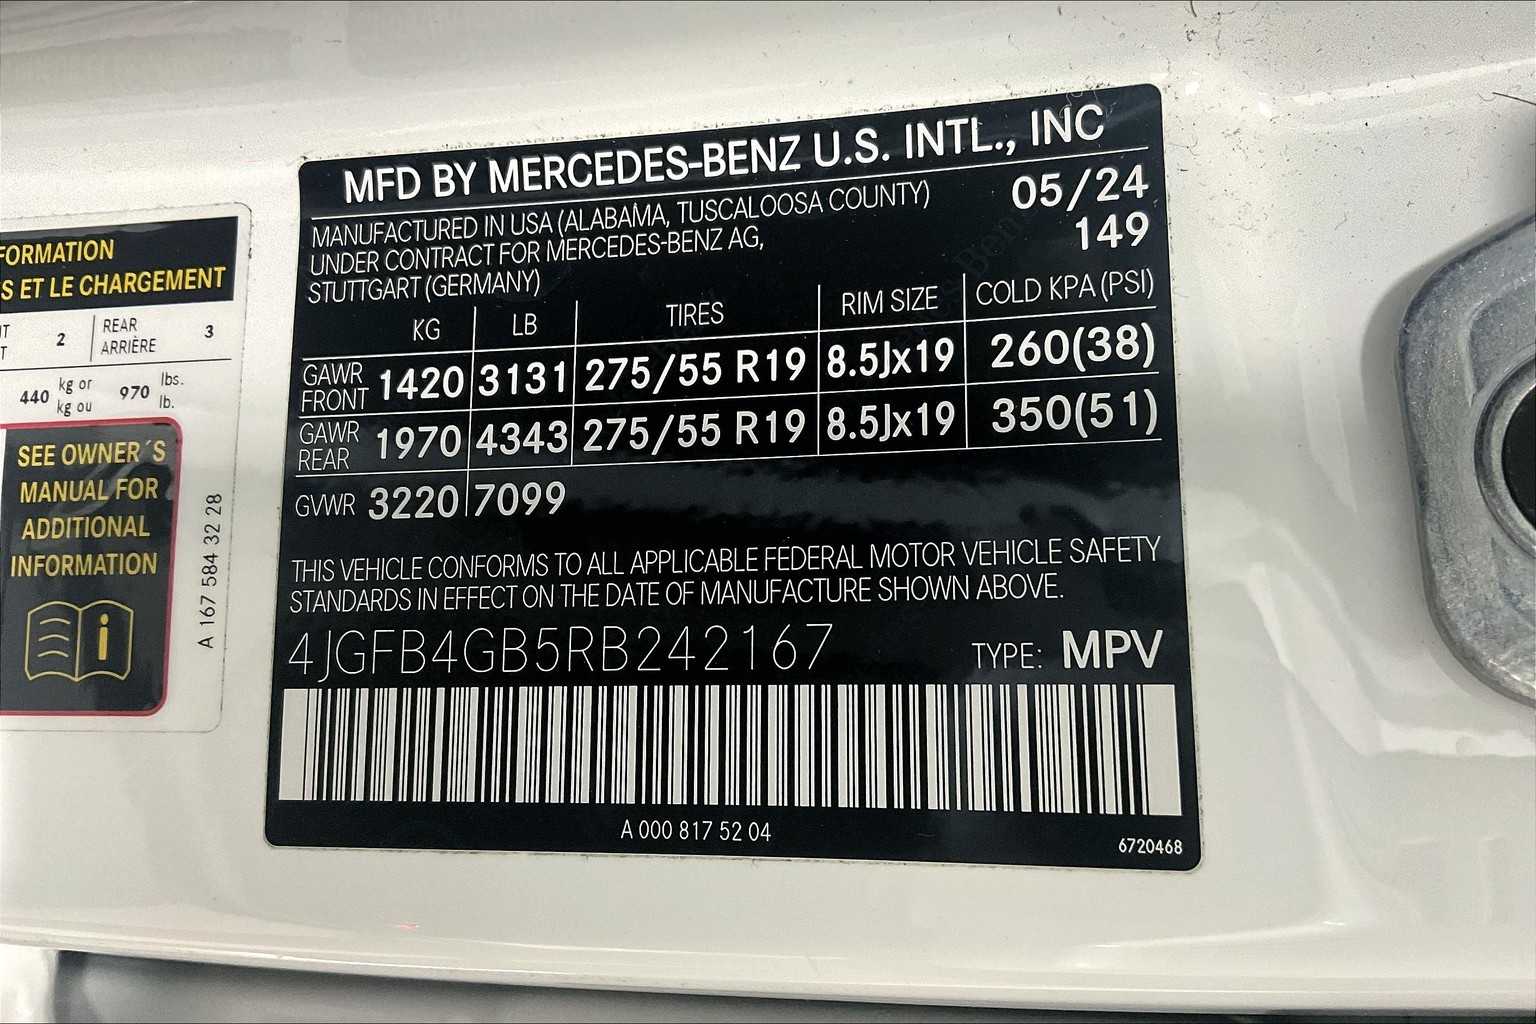 FORMATION
S ET LE CHARGEMENT
2 REAR 3
ARRIÈRE
440 kg or 970 lbs.
kg ou lb.
SEE OWNER´S
MANUAL FOR
ADDITIONAL
INFORMATION
i
A 167 584 32 28
MFD BY MERCEDES-BENZ U.S. INTL., INC
MANUFACTURED IN USA (ALABAMA, TUSCALOOSA COUNTY) 05/24
UNDER CONTRACT FOR MERCEDES-BENZ AG, 149
STUTTGART (GERMANY)
KG LB TIRES RIM SIZE COLD KPA (PSI)
GAWR FRONT 1420 3131 275/55 R19 8.5Jx19 260(38)
GAWR REAR 1970 4343 275/55 R19 8.5Jx19 350(51)
GVWR 3220 7099
THIS VEHICLE CONFORMS TO ALL APPLICABLE FEDERAL MOTOR VEHICLE SAFETY
STANDARDS IN EFFECT ON THE DATE OF MANUFACTURE SHOWN ABOVE.
4JGFB4GB5RB242167 TYPE: MPV
A 000 817 52 04
6720468